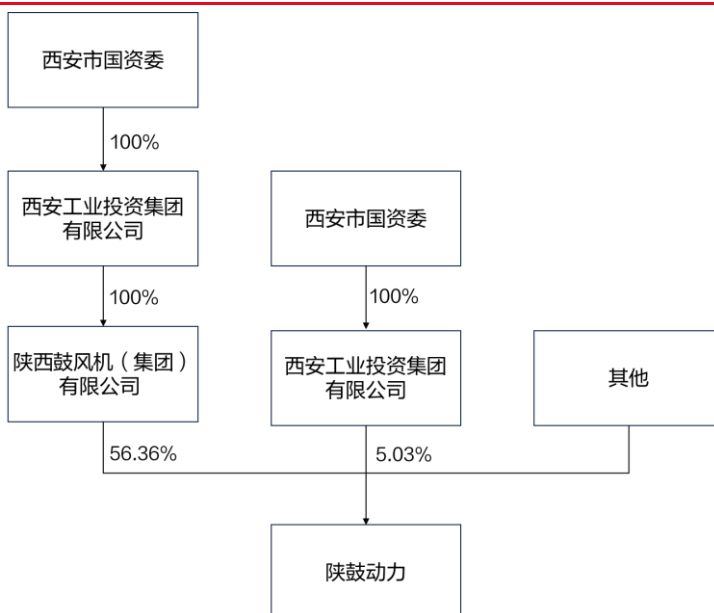 西安市国资委
100%
西安工业投资集团
有限公司
西安市国资委
100%
100%
陕西鼓风机（集团）
有限公司
西安工业投资集团
有限公司
其他
56.36%
5.03%
陕鼓动力